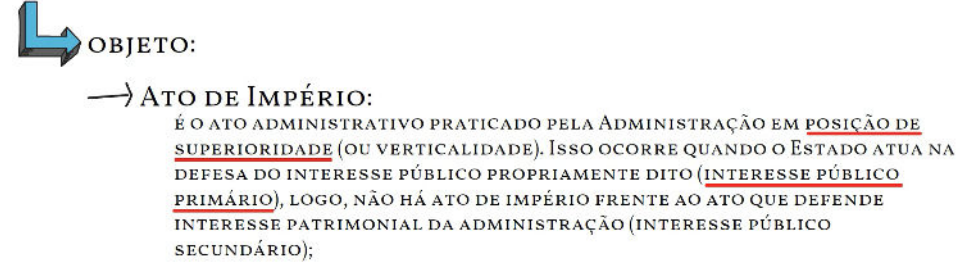 OBJETO:
ATO DE IMPÉRIO:
É O ATO ADMINISTRATIVO PRATICADO PELA ADMINISTRAÇÃO EM POSIÇÃO DE
SUPERIORIDADE (OU VERTICALIDADE). ISSO OCORRE QUANDO O ESTADO ATUA NA
DEFESA DO INTERESSE PÚBLICO PROPRIAMENTE DITO (INTERESSE PÚBLICO
PRIMÁRIO), LOGO, NÃO HÁ ATO DE IMPÉRIO FRENTE AO ATO QUE DEFENDE
INTERESSE PATRIMONIAL DA ADMINISTRAÇÃO (INTERESSE PÚBLICO
SECUNDÁRIO);